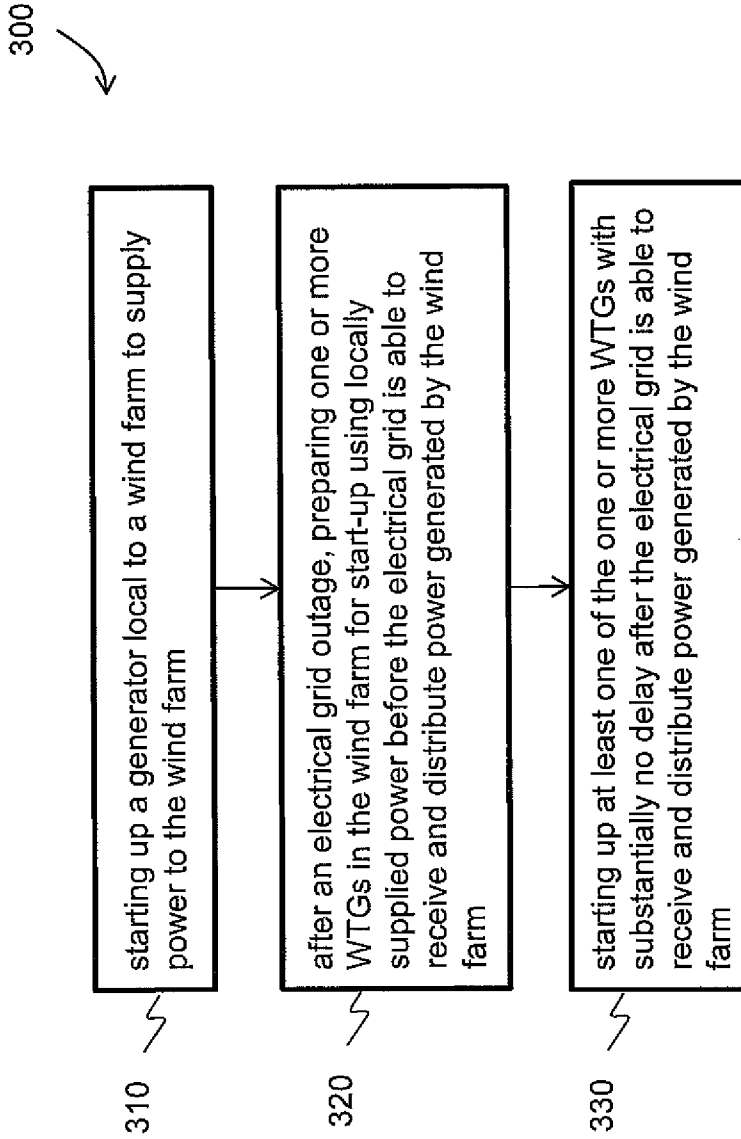 300
310
starting up a generator local to a wind farm to supply
power to the wind farm
320
after an electrical grid outage, preparing one or more
WTGs in the wind farm for start-up using locally
supplied power before the electrical grid is able to
receive and distribute power generated by the wind
farm
330
starting up at least one of the one or more WTGs with
substantially no delay after the electrical grid is able to
receive and distribute power generated by the wind
farm